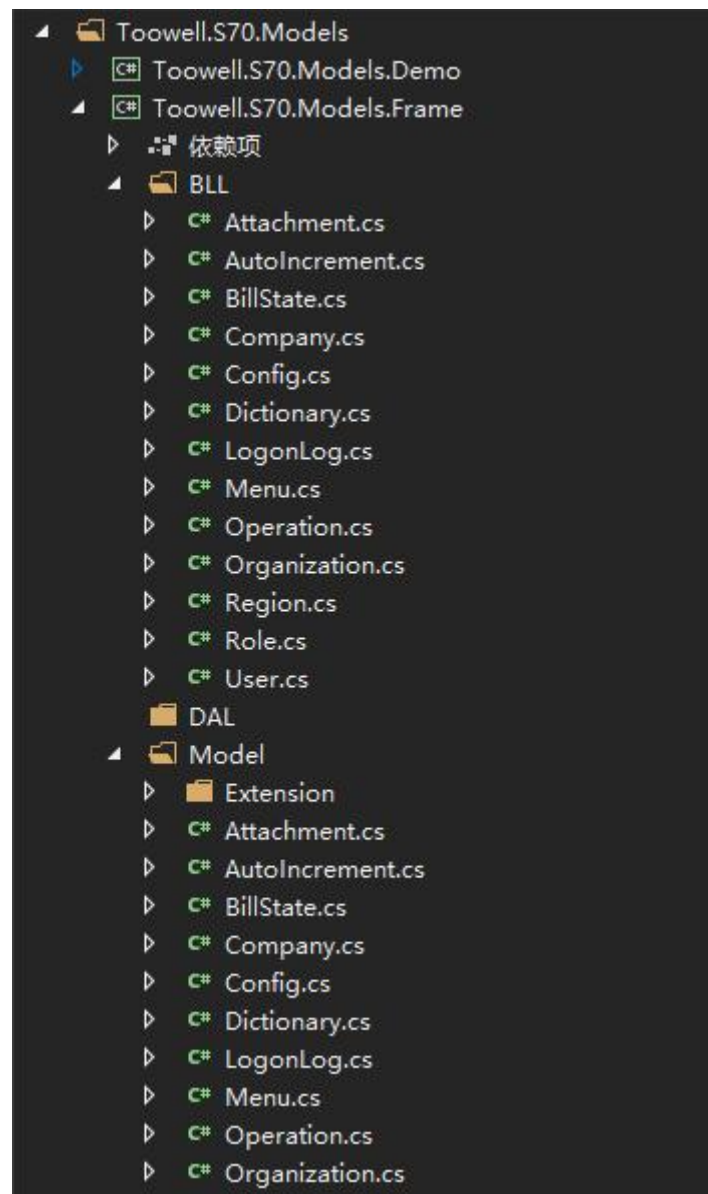 Toowell.S70.Models
C# Toowell.S70.Models.Demo
C# Toowell.S70.Models.Frame
依赖项
BLL
C# Attachment.cs
C# AutoIncrement.cs
C# BillState.cs
C# Company.cs
C# Config.cs
C# Dictionary.cs
C# LogonLog.cs
C# Menu.cs
C# Operation.cs
C# Organization.cs
C# Region.cs
C# Role.cs
C# User.cs
DAL
Model
Extension
C# Attachment.cs
C# AutoIncrement.cs
C# BillState.cs
C# Company.cs
C# Config.cs
C# Dictionary.cs
C# LogonLog.cs
C# Menu.cs
C# Operation.cs
C# Organization.cs